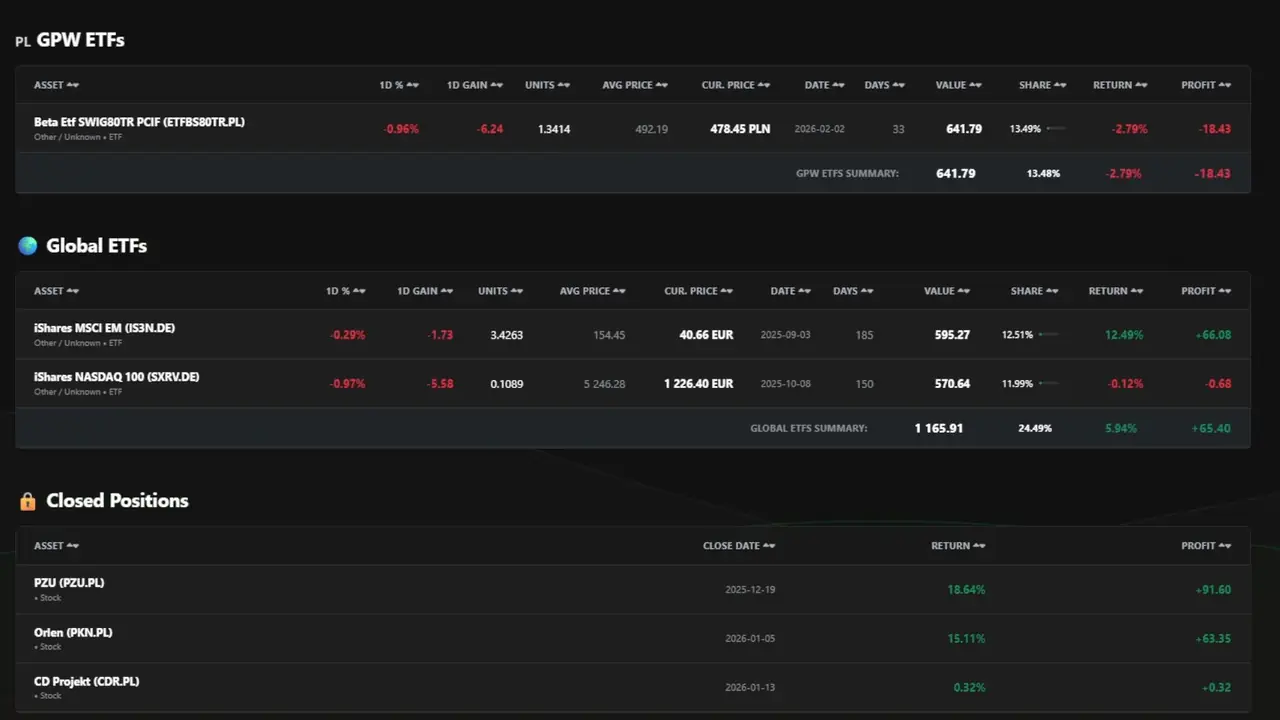 PL GPW ETFs
ASSET 1D % 1D GAIN UNITS AVG PRICE CUR. PRICE DATE DAYS VALUE SHARE RETURN PROFIT
Beta Etf SWIG80TR PCIF (ETFBS80TR.PL) -0.96% -6.24 1.3414 492.19 478.45 PLN 2026-02-02 33 641.79 13.49% -2.79% -18.43
Other / Unknown • ETF
GPW ETFS SUMMARY: 641.79 13.48% -2.79% -18.43
Global ETFs
ASSET 1D % 1D GAIN UNITS AVG PRICE CUR. PRICE DATE DAYS VALUE SHARE RETURN PROFIT
iShares MSCI EM (IS3N.DE) -0.29% -1.73 3.4263 154.45 40.66 EUR 2025-09-03 185 595.27 12.51% 12.49% +66.08
Other / Unknown • ETF
iShares NASDAQ 100 (SXRV.DE) -0.97% -5.58 0.1089 5 246.28 1 226.40 EUR 2025-10-08 150 570.64 11.99% -0.12% -0.68
Other / Unknown • ETF
GLOBAL ETFS SUMMARY: 1 165.91 24.49% 5.94% +65.40
Closed Positions
ASSET CLOSE DATE RETURN PROFIT
PZU (PZU.PL) 2025-12-19 18.64% +91.60
• Stock
Orlen (PKN.PL) 2026-01-05 15.11% +63.35
• Stock
CD Projekt (CDR.PL) 2026-01-13 0.32% +0.32
• Stock